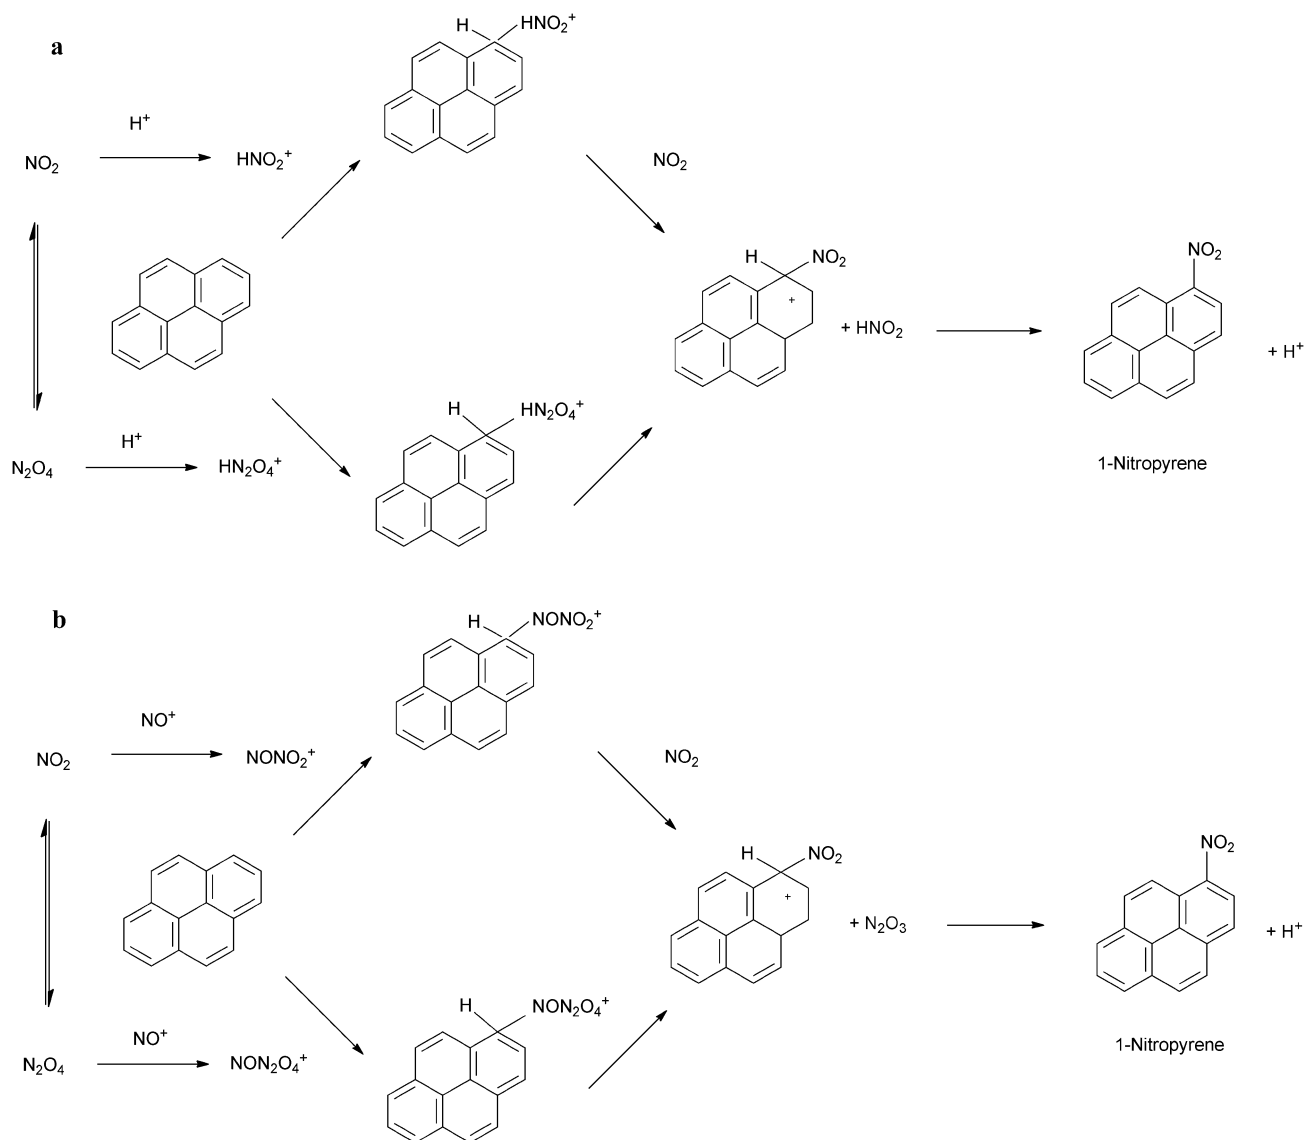 a
H HNO₂⁺
H⁺
NO₂ HNO₂⁺ NO₂
H NO₂ NO₂
+
+ HNO₂ + H⁺
H HN₂O₄⁺
H⁺
N₂O₄ HN₂O₄⁺ 1-Nitropyrene
b
H NONO₂⁺
NO⁺
NO₂ NONO₂⁺ NO₂
H NO₂ NO₂
+
+ N₂O₃ + H⁺
H NON₂O₄⁺
NO⁺ 1-Nitropyrene
N₂O₄ NON₂O₄⁺